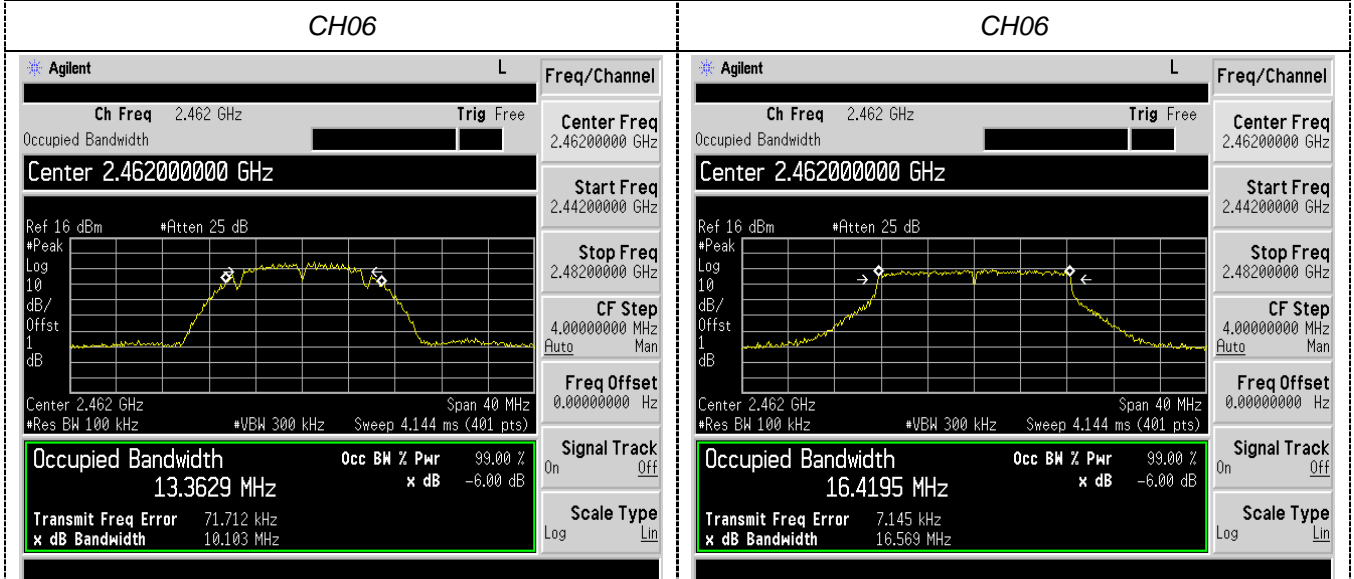 CH06
Agilent L
Ch Freq 2.462 GHz Trig Free
Occupied Bandwidth
Center 2.462000000 GHz
Ref 16 dBm #Atten 25 dB
#Peak
Log
10
dB/
Offst
1
dB
Center 2.462 GHz Span 40 MHz
#Res BW 100 kHz #VBW 300 kHz Sweep 4.144 ms (401 pts)
Occupied Bandwidth Occ BW % Pwr 99.00 %
13.3629 MHz x dB -6.00 dB
Transmit Freq Error 71.712 kHz
x dB Bandwidth 10.103 MHz
Freq/Channel
Center Freq
2.46200000 GHz
Start Freq
2.44200000 GHz
Stop Freq
2.48200000 GHz
CF Step
4.00000000 MHz
Auto Man
Freq Offset
0.00000000 Hz
Signal Track
On Off
Scale Type
Log Lin
CH06
Agilent L
Ch Freq 2.462 GHz Trig Free
Occupied Bandwidth
Center 2.462000000 GHz
Ref 16 dBm #Atten 25 dB
#Peak
Log
10
dB/
Offst
1
dB
Center 2.462 GHz Span 40 MHz
#Res BW 100 kHz #VBW 300 kHz Sweep 4.144 ms (401 pts)
Occupied Bandwidth Occ BW % Pwr 99.00 %
16.4195 MHz x dB -6.00 dB
Transmit Freq Error 7.145 kHz
x dB Bandwidth 16.569 MHz
Freq/Channel
Center Freq
2.46200000 GHz
Start Freq
2.44200000 GHz
Stop Freq
2.48200000 GHz
CF Step
4.00000000 MHz
Auto Man
Freq Offset
0.00000000 Hz
Signal Track
On Off
Scale Type
Log Lin